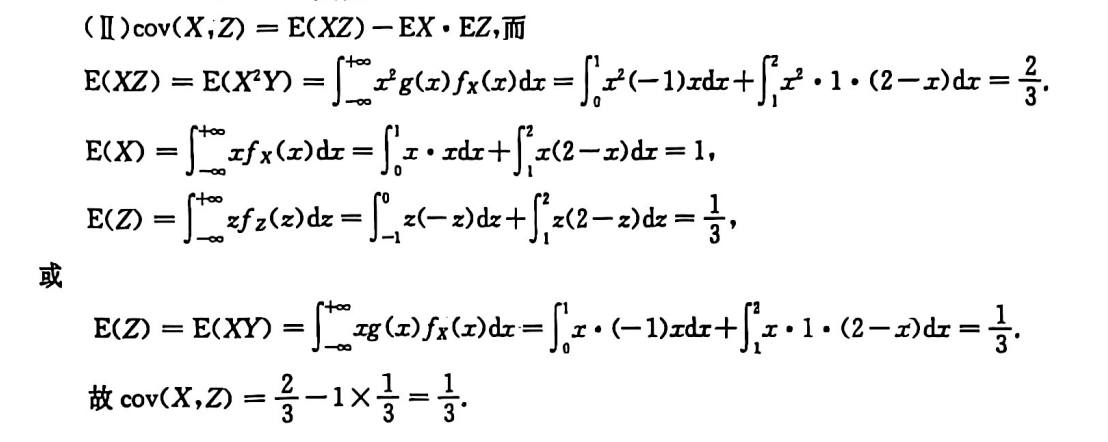 (Ⅱ)cov(X,Z) = E(XZ) − EX · EZ,而
E(XZ) = E(X²Y) = ∫_{−∞}^{+∞} x²g(x)f_X(x)dx = ∫_0^1 x²(−1)xdx + ∫_1^2 x² · 1 · (2−x)dx = 2/3.
E(X) = ∫_{−∞}^{+∞} xf_X(x)dx = ∫_0^1 x · xdx + ∫_1^2 x(2−x)dx = 1,
E(Z) = ∫_{−∞}^{+∞} zf_Z(z)dz = ∫_{−1}^0 z(−z)dz + ∫_1^2 z(2−z)dz = 1/3,
或
E(Z) = E(XY) = ∫_{−∞}^{+∞} xg(x)f_X(x)dx = ∫_0^1 x · (−1)xdx + ∫_1^2 x · 1 · (2−x)dx = 1/3.
故 cov(X,Z) = 2/3 − 1 × 1/3 = 1/3.